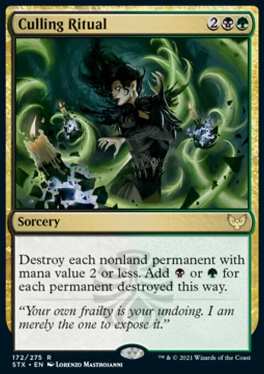 Culling Ritual 2
Sorcery
Destroy each nonland permanent with
mana value 2 or less. Add or for
each permanent destroyed this way.
"Your own frailty is your undoing. I am
merely the one to expose it."
172/275 R
STX • EN LORENZO MASTROIANNI
™ & © 2021 Wizards of the Coast